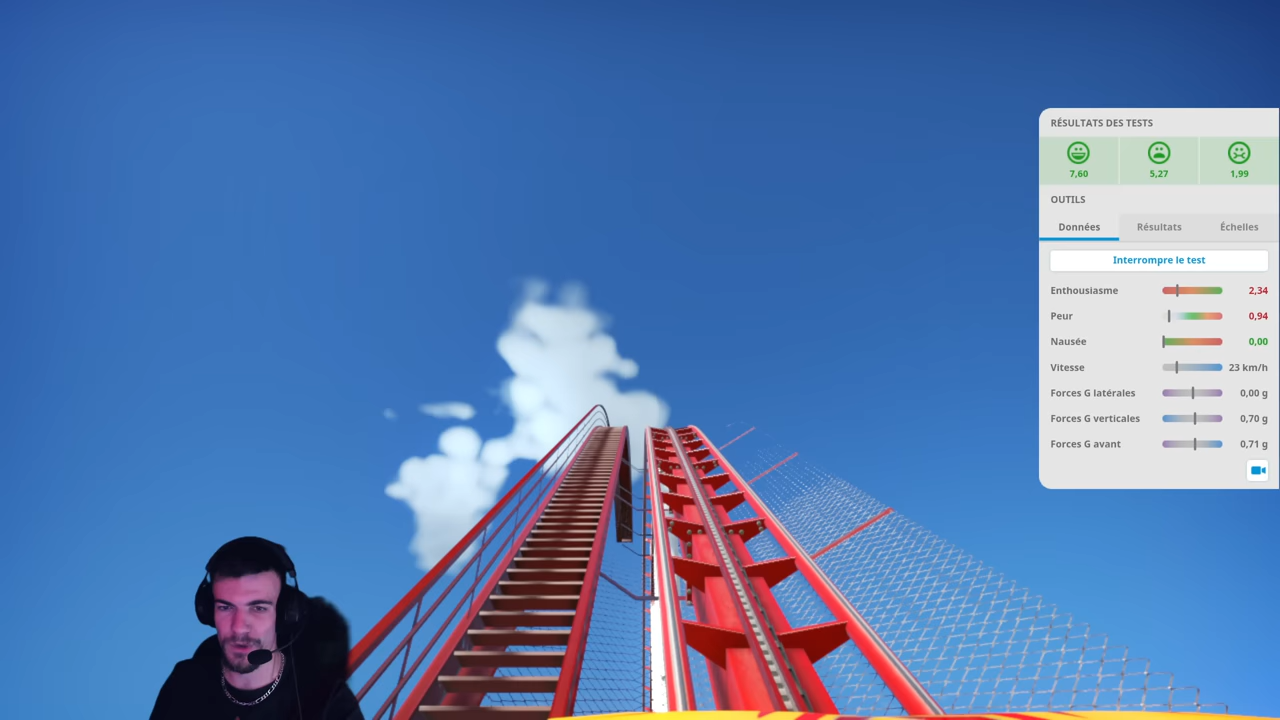 RÉSULTATS DES TESTS
7,60 5,27 1,99
OUTILS
Données Résultats Échelles
Interrompre le test
Enthousiasme 2,34
Peur 0,94
Nausée 0,00
Vitesse 23 km/h
Forces G latérales 0,00 g
Forces G verticales 0,70 g
Forces G avant 0,71 g